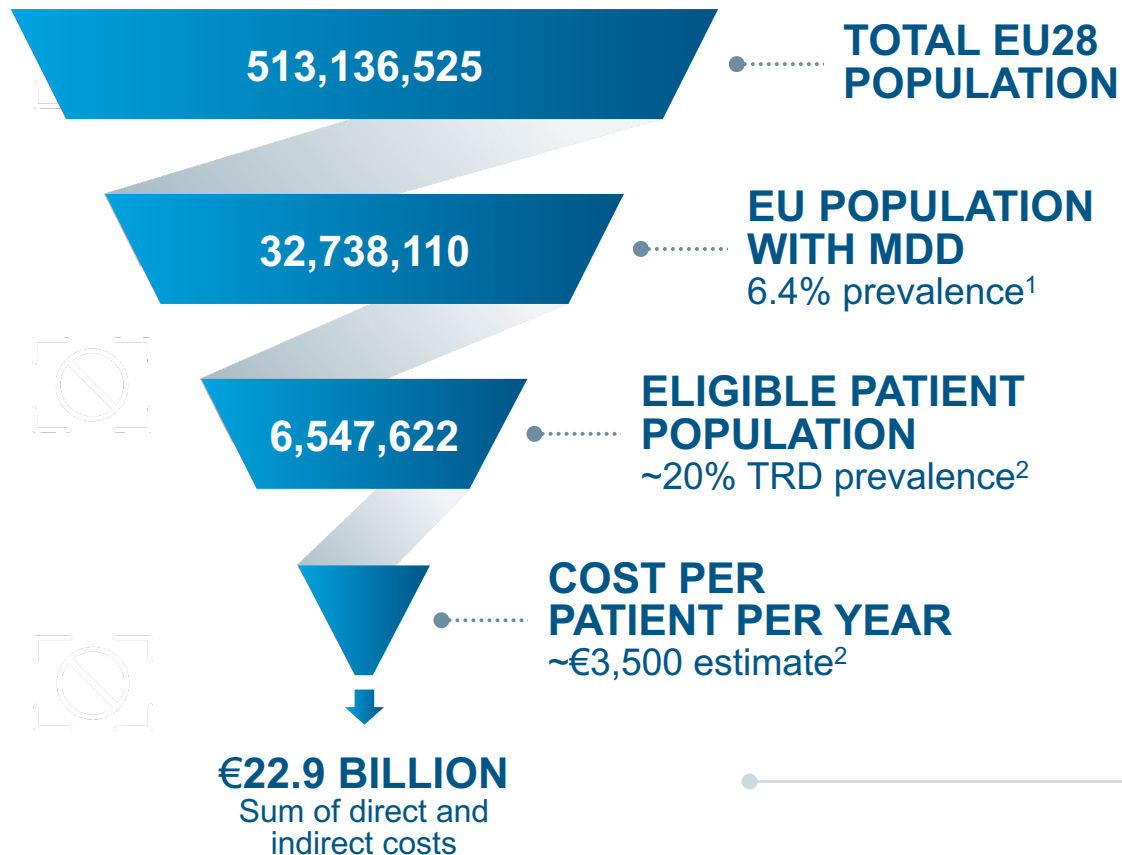 513,136,525
TOTAL EU28
POPULATION
32,738,110
EU POPULATION
WITH MDD
6.4% prevalence¹
6,547,622
ELIGIBLE PATIENT
POPULATION
~20% TRD prevalence²
COST PER
PATIENT PER YEAR
~€3,500 estimate²
€22.9 BILLION
Sum of direct and
indirect costs